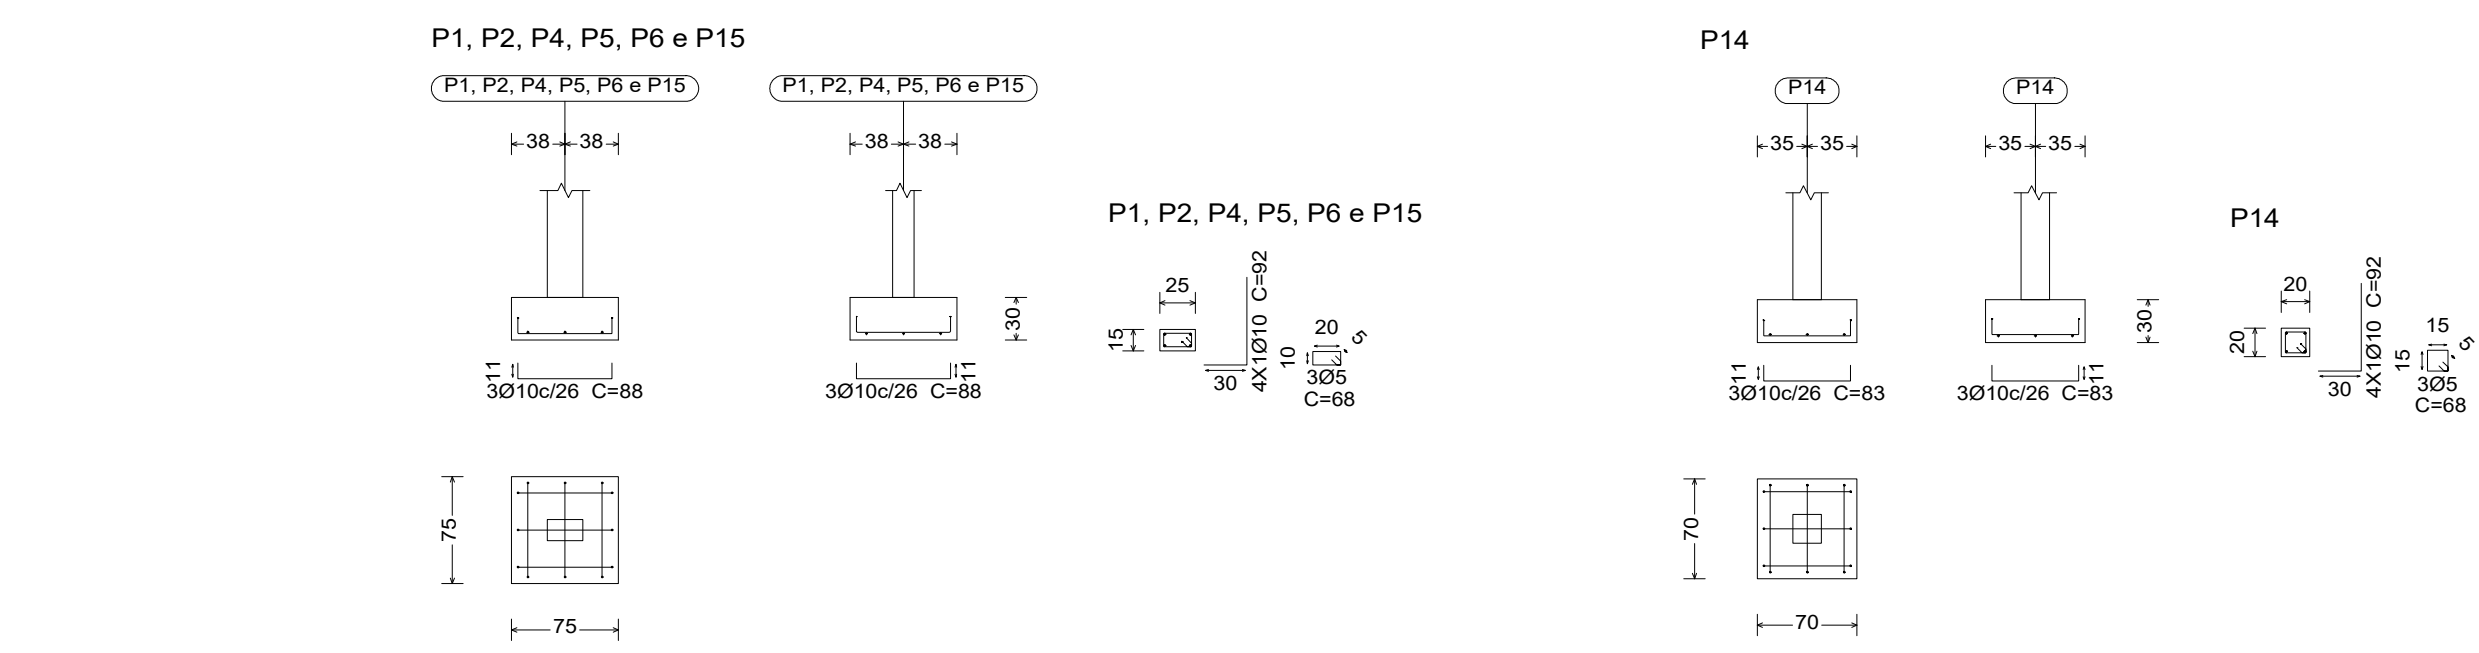 P1, P2, P4, P5, P6 e P15
P1, P2, P4, P5, P6 e P15
P1, P2, P4, P5, P6 e P15
38
38
38
38
30
11
3Ø10c/26 C=88
11
3Ø10c/26 C=88
75
75
P1, P2, P4, P5, P6 e P15
25
15
30
4X1Ø10 C=92
20
5
10
3Ø5
C=68
P14
P14
P14
35
35
35
35
30
11
3Ø10c/26 C=83
11
3Ø10c/26 C=83
70
70
P14
20
20
30
4X1Ø10 C=92
15
5
15
3Ø5
C=68